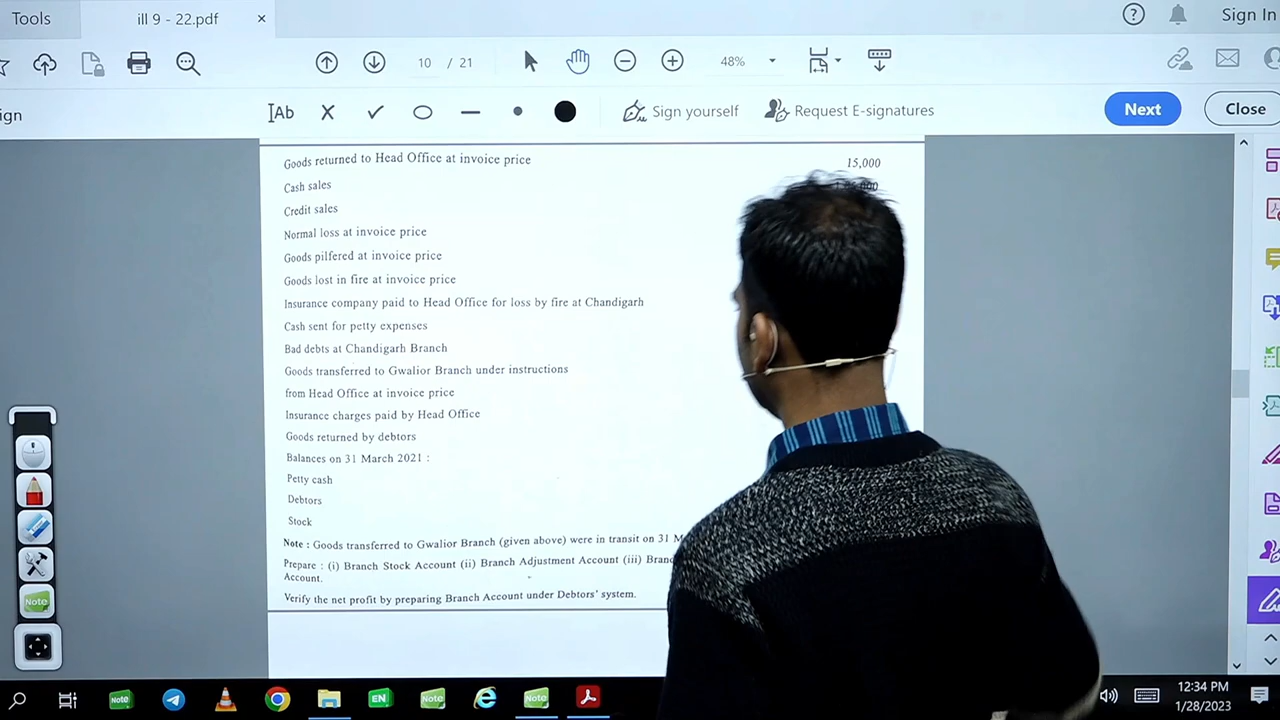 Tools
ill 9 - 22.pdf
×
?
Sign In
10 / 21
48%
ign
Ab
Sign yourself
Request E-signatures
Next
Close
Goods returned to Head Office at invoice price 15,000
Cash sales
Credit sales
Normal loss at invoice price
Goods pilfered at invoice price
Goods lost in fire at invoice price
Insurance company paid to Head Office for loss by fire at Chandigarh
Cash sent for petty expenses
Bad debts at Chandigarh Branch
Goods transferred to Gwalior Branch under instructions
from Head Office at invoice price
Insurance charges paid by Head Office
Goods returned by debtors
Balances on 31 March 2021 :
Petty cash
Debtors
Stock
Note : Goods transferred to Gwalior Branch (given above) were in transit on 31
Prepare : (i) Branch Stock Account (ii) Branch Adjustment Account (iii)
Account.
Verify the net profit by preparing Branch Account under Debtors' system.
Note
Note
EN
Note
Note
12:34 PM
1/28/2023